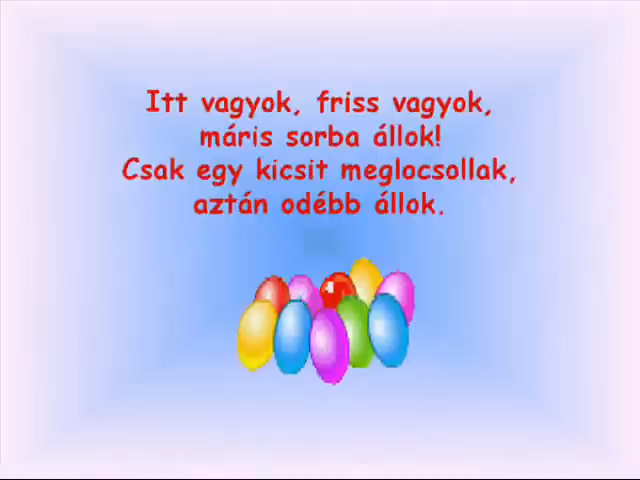 Itt vagyok, friss vagyok,
máris sorba állok!
Csak egy kicsit meglocsollak,
aztán odébb állok.